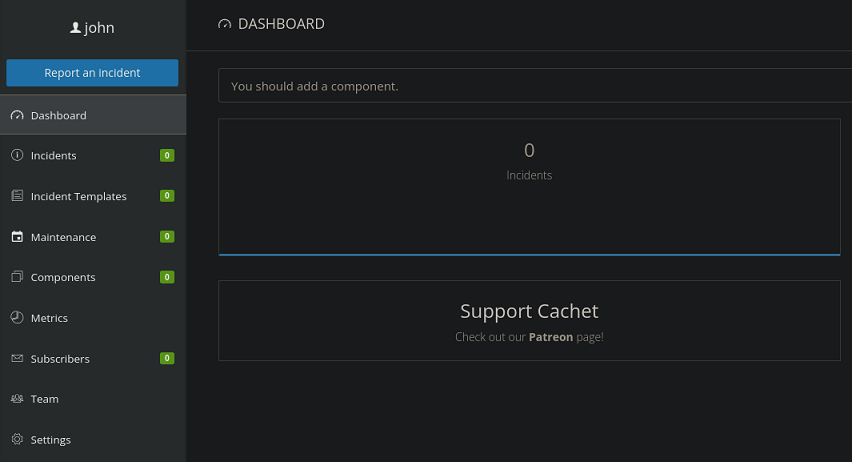 john
Report an incident
Dashboard
Incidents 0
Incident Templates 0
Maintenance 0
Components 0
Metrics
Subscribers 0
Team
Settings
DASHBOARD
You should add a component.
0
Incidents
Support Cachet
Check out our Patreon page!